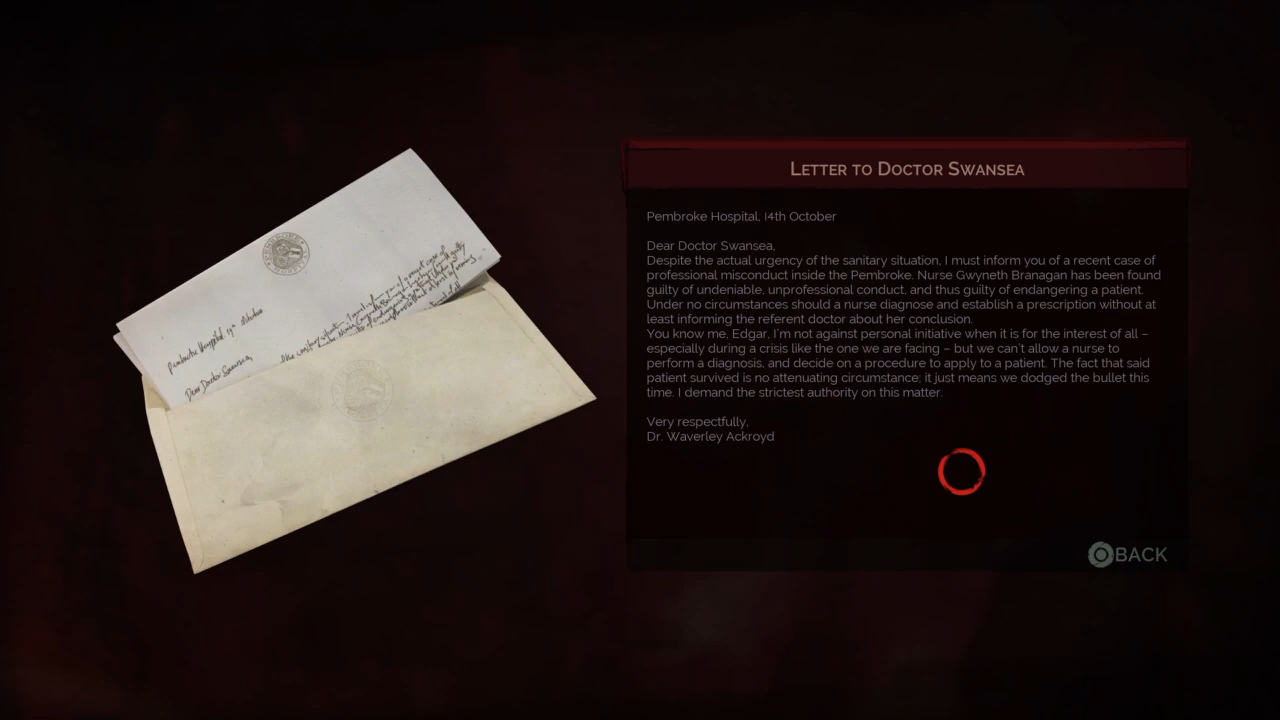 Letter to Doctor Swansea
Pembroke Hospital, 14th October
Dear Doctor Swansea,
Despite the actual urgency of the sanitary situation, I must inform you of a recent case of
professional misconduct inside the Pembroke. Nurse Gwyneth Branagan has been found
guilty of undeniable, unprofessional conduct, and thus guilty of endangering a patient.
Under no circumstances should a nurse diagnose and establish a prescription without at
least informing the referent doctor about her conclusion.
You know me, Edgar, I'm not against personal initiative when it is for the interest of all –
especially during a crisis like the one we are facing – but we can't allow a nurse to
perform a diagnosis, and decide on a procedure to apply to a patient. The fact that said
patient survived is no attenuating circumstance; it just means we dodged the bullet this
time. I demand the strictest authority on this matter.
Very respectfully,
Dr. Waverley Ackroyd
BACK
Pembroke Hospital
Dear Doctor Swansea,